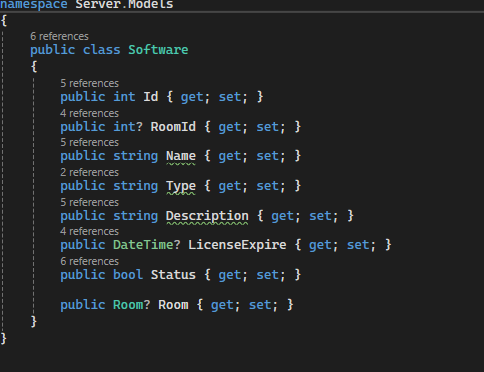 namespace Server.Models
{
6 references
public class Software
{
5 references
public int Id { get; set; }
4 references
public int? RoomId { get; set; }
5 references
public string Name { get; set; }
2 references
public string Type { get; set; }
5 references
public string Description { get; set; }
4 references
public DateTime? LicenseExpire { get; set; }
6 references
public bool Status { get; set; }
public Room? Room { get; set; }
}
}